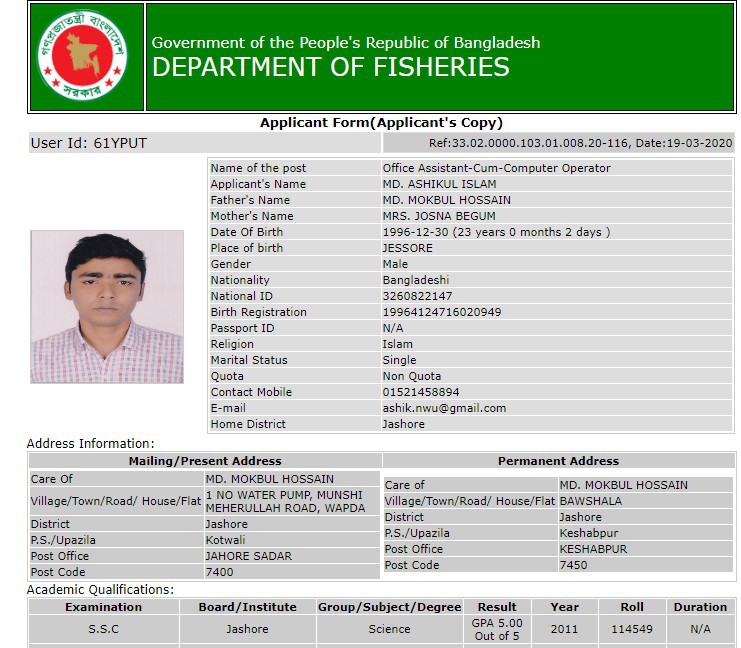 গণপ্রজাতন্ত্রী বাংলাদেশ
সরকার
Government of the People's Republic of Bangladesh
DEPARTMENT OF FISHERIES
Applicant Form(Applicant's Copy)
User Id: 61YPUT Ref:33.02.0000.103.01.008.20-116, Date:19-03-2020
Name of the post Office Assistant-Cum-Computer Operator
Applicant's Name MD. ASHIKUL ISLAM
Father's Name MD. MOKBUL HOSSAIN
Mother's Name MRS. JOSNA BEGUM
Date Of Birth 1996-12-30 (23 years 0 months 2 days )
Place of birth JESSORE
Gender Male
Nationality Bangladeshi
National ID 3260822147
Birth Registration 19964124716020949
Passport ID N/A
Religion Islam
Marital Status Single
Quota Non Quota
Contact Mobile 01521458894
E-mail ashik.nwu@gmail.com
Home District Jashore
Address Information:
Mailing/Present Address Permanent Address
Care Of MD. MOKBUL HOSSAIN Care of MD. MOKBUL HOSSAIN
Village/Town/Road/ House/Flat 1 NO WATER PUMP, MUNSHI MEHERULLAH ROAD, WAPDA Village/Town/Road/ House/Flat BAWSHALA
District Jashore District Jashore
P.S./Upazila Kotwali P.S./Upazila Keshabpur
Post Office JAHORE SADAR Post Office KESHABPUR
Post Code 7400 Post Code 7450
Academic Qualifications:
Examination Board/Institute Group/Subject/Degree Result Year Roll Duration
S.S.C Jashore Science GPA 5.00 Out of 5 2011 114549 N/A